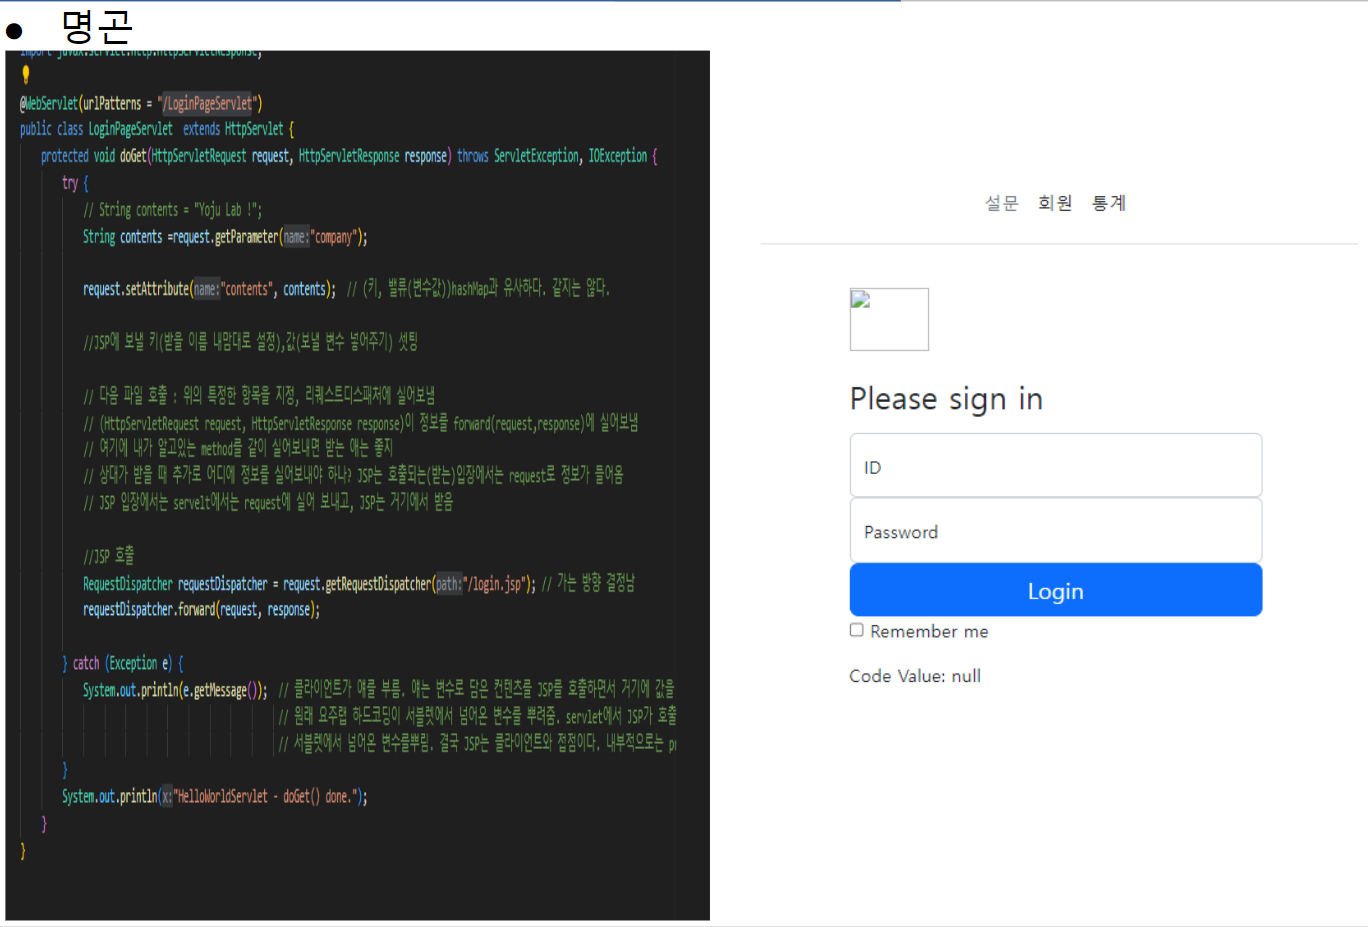 ● 명곤
import javax.servlet.http.HttpServletResponse;
@WebServlet(urlPatterns = "/LoginPageServlet")
public class LoginPageServlet extends HttpServlet {
protected void doGet(HttpServletRequest request, HttpServletResponse response) throws ServletException, IOException {
try {
// String contents = "Yoju Lab !";
String contents =request.getParameter(name:"company");
request.setAttribute(name:"contents", contents); // (키, 밸류(변수값))hashMap과 유사하다. 같지는 않다.
//JSP에 보낼 키(받을 이름 내맘대로 설정),값(보낼 변수 넣어주기) 셋팅
// 다음 파일 호출 : 위의 특정한 항목을 지정, 리퀘스트디스패처에 실어보냄
// (HttpServletRequest request, HttpServletResponse response)이 정보를 forward(request,response)에 실어보냄
// 여기에 내가 알고있는 method를 같이 실어보내면 받는 애는 좋지
// 상대가 받을 때 추가로 어디에 정보를 실어보내야 하나? JSP는 호출되는(받는)입장에서는 request로 정보가 들어옴
// JSP 입장에서는 servelt에서는 request에 실어 보내고, JSP는 거기에서 받음
//JSP 호출
RequestDispatcher requestDispatcher = request.getRequestDispatcher(path:"/login.jsp"); // 가는 방향 결정남
requestDispatcher.forward(request, response);
} catch (Exception e) {
System.out.println(e.getMessage()); // 클라이언트가 얘를 부름. 얘는 변수로 담은 컨텐츠를 JSP를 호출하면서 거기에 값을
// 원래 요주랩 하드코딩이 서블렛에서 넘어온 변수를 뿌려줌. servlet에서 JSP가 호출
// 서블렛에서 넘어온 변수를뿌림. 결국 JSP는 클라이언트와 접점이다. 내부적으로는
}
System.out.println(x:"HelloWorldServlet - doGet() done.");
}
}
설문 회원 통계
Please sign in
ID
Password
Login
Remember me
Code Value: null